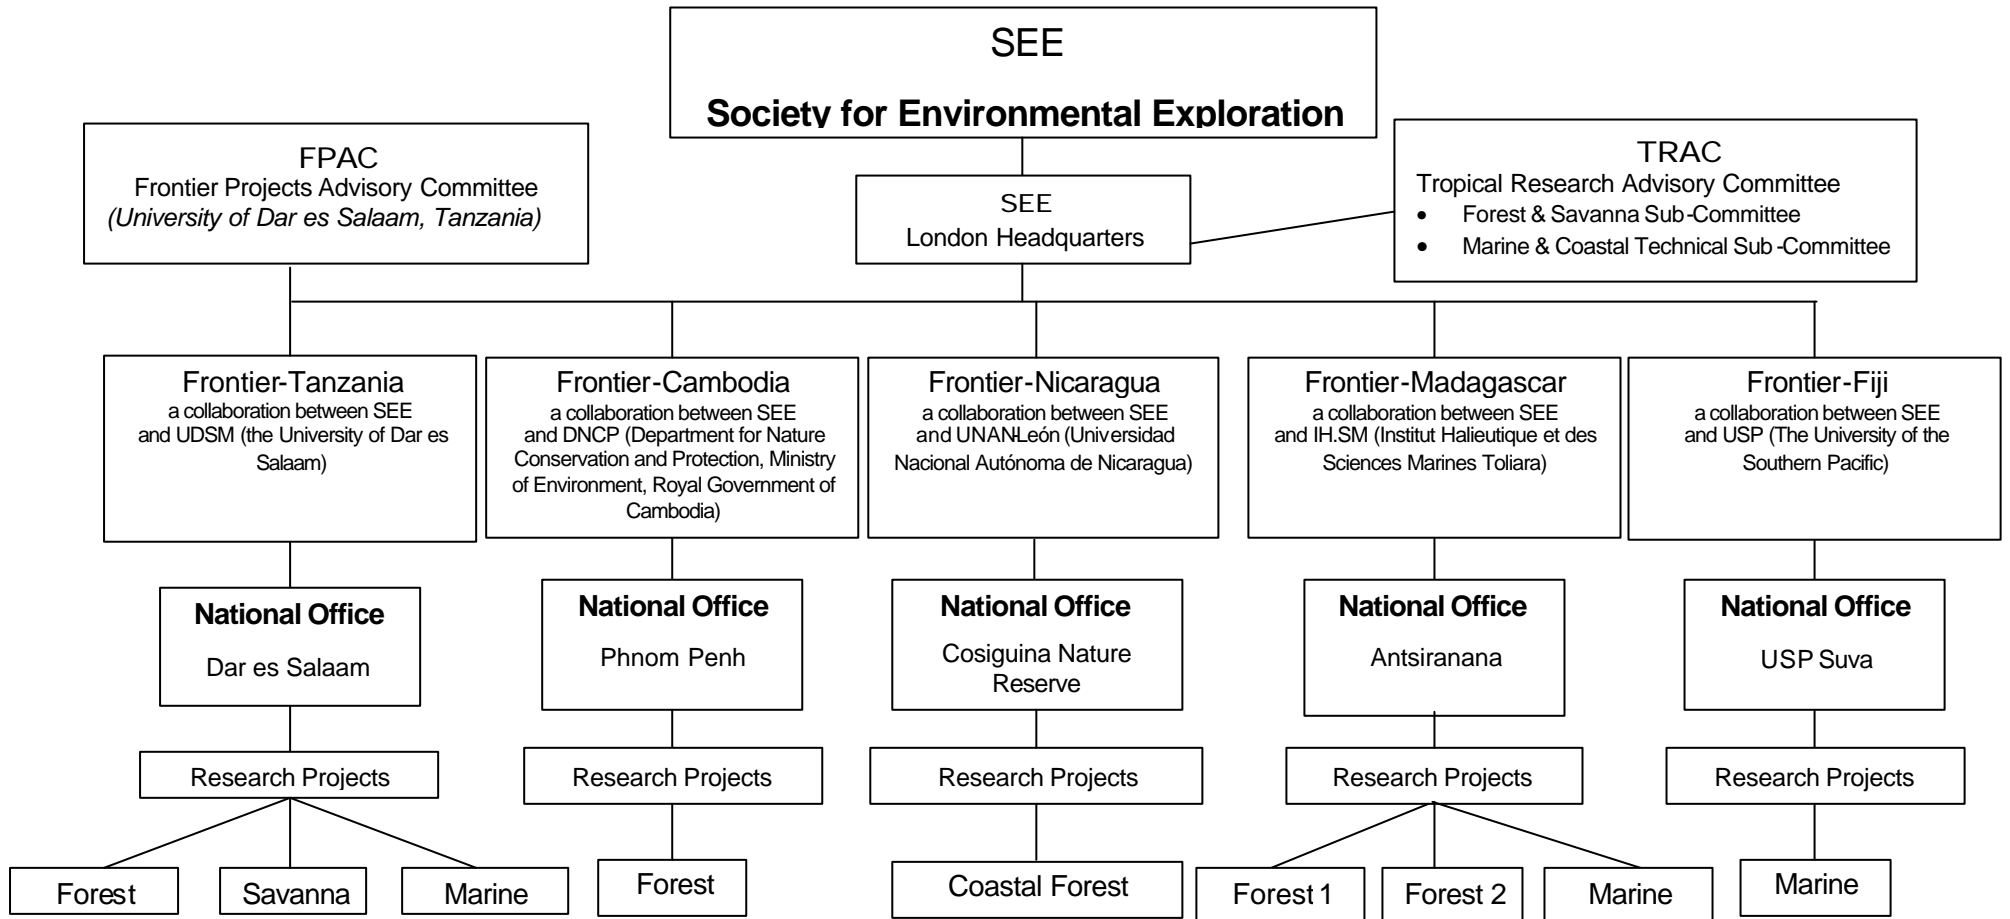 SEE
Society for Environmental Exploration
FPAC
Frontier Projects Advisory Committee
(University of Dar es Salaam, Tanzania)
SEE
London Headquarters
TRAC
Tropical Research Advisory Committee
• Forest & Savanna Sub-Committee
• Marine & Coastal Technical Sub-Committee
Frontier-Tanzania
a collaboration between SEE
and UDSM (the University of Dar es
Salaam)
Frontier-Cambodia
a collaboration between SEE
and DNCP (Department for Nature
Conservation and Protection, Ministry
of Environment, Royal Government of
Cambodia)
Frontier-Nicaragua
a collaboration between SEE
and UNAN-León (Universidad
Nacional Autónoma de Nicaragua)
Frontier-Madagascar
a collaboration between SEE
and IH.SM (Institut Halieutique et des
Sciences Marines Toliara)
Frontier-Fiji
a collaboration between SEE
and USP (The University of the
Southern Pacific)
National Office
Dar es Salaam
National Office
Phnom Penh
National Office
Cosiguina Nature
Reserve
National Office
Antsiranana
National Office
USP Suva
Research Projects
Research Projects
Research Projects
Research Projects
Research Projects
Forest
Savanna
Marine
Forest
Coastal Forest
Forest 1
Forest 2
Marine
Marine